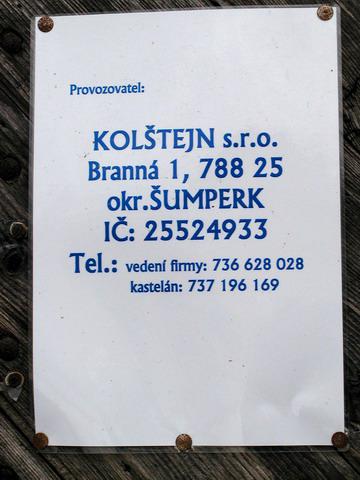 Provozovatel:
KOLŠTEJN s.r.o.
Branná 1, 788 25
okr.ŠUMPERK
IČ: 25524933
Tel.: vedení firmy: 736 628 028
kastelán: 737 196 169